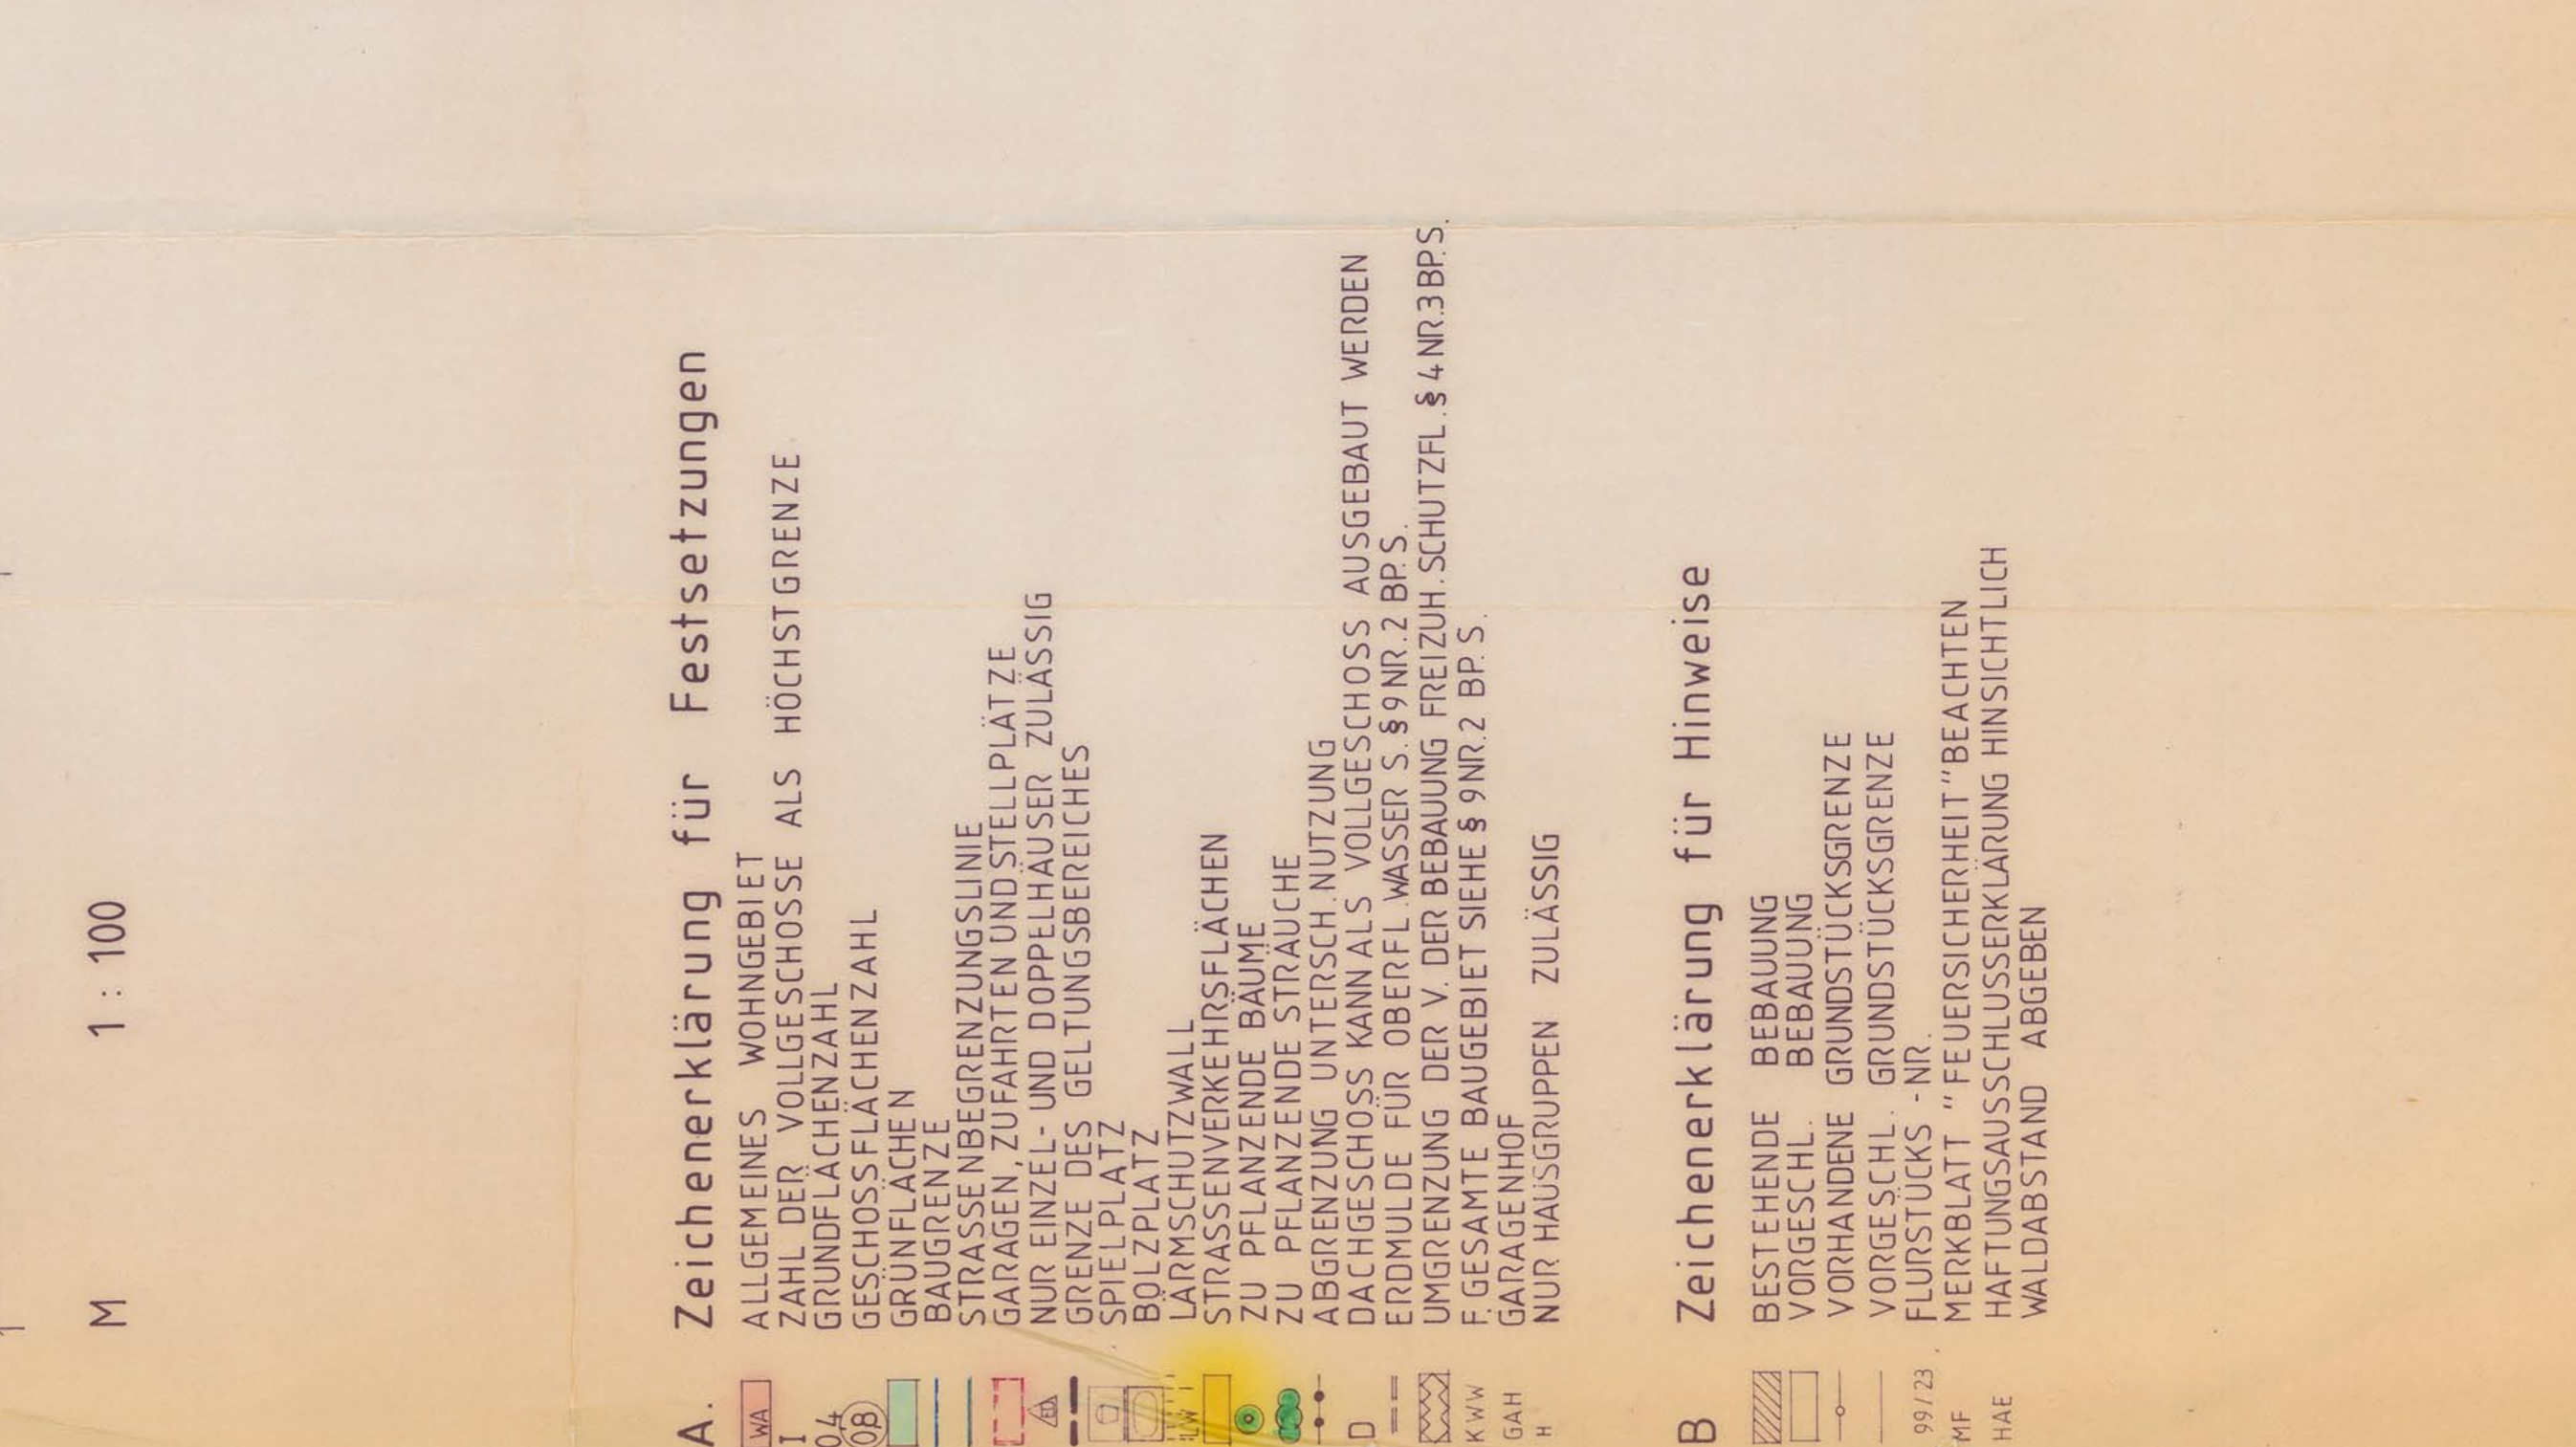 M 1 : 100
A. Zeichenerklärung für Festsetzungen
WA ALLGEMEINES WOHNGEBIET
I ZAHL DER VOLLGESCHOSSE ALS HÖCHSTGRENZE
0,4 GRUNDFLÄCHENZAHL
0,8 GESCHOSSFLÄCHENZAHL
GRÜNFLÄCHEN
BAUGRENZE
STRASSENBEGRENZUNGSLINIE
GARAGEN, ZUFAHRTEN UND STELLPLÄTZE
ED NUR EINZEL- UND DOPPELHÄUSER ZULÄSSIG
GRENZE DES GELTUNGSBEREICHES
SPIELPLATZ
BOLZPLATZ
LW LÄRMSCHUTZWALL
STRASSENVERKEHRSFLÄCHEN
ZU PFLANZENDE BÄUME
ZU PFLANZENDE STRÄUCHE
ABGRENZUNG UNTERSCH. NUTZUNG
D DACHGESCHOSS KANN ALS VOLLGESCHOSS AUSGEBAUT WERDEN
ERDMULDE FÜR OBERFL. WASSER S. § 9 NR. 2 BP. S.
UMGRENZUNG DER V. DER BEBAUUNG FREIZUH. SCHUTZFL. § 4 NR. 3 BP.S.
KWW F. GESAMTE BAUGEBIET SIEHE § 9 NR. 2 BP. S.
GAH GARAGENHOF
H NUR HAUSGRUPPEN ZULÄSSIG
B Zeichenerklärung für Hinweise
BESTEHENDE BEBAUUNG
VORGESCHL. BEBAUUNG
VORHANDENE GRUNDSTÜCKSGRENZE
VORGESCHL. GRUNDSTÜCKSGRENZE
99/23 FLURSTÜCKS - NR.
MF MERKBLATT "FEUERSICHERHEIT" BEACHTEN
HAE HAFTUNGSAUSSCHLUSSERKLÄRUNG HINSICHTLICH
WALDABSTAND ABGEBEN